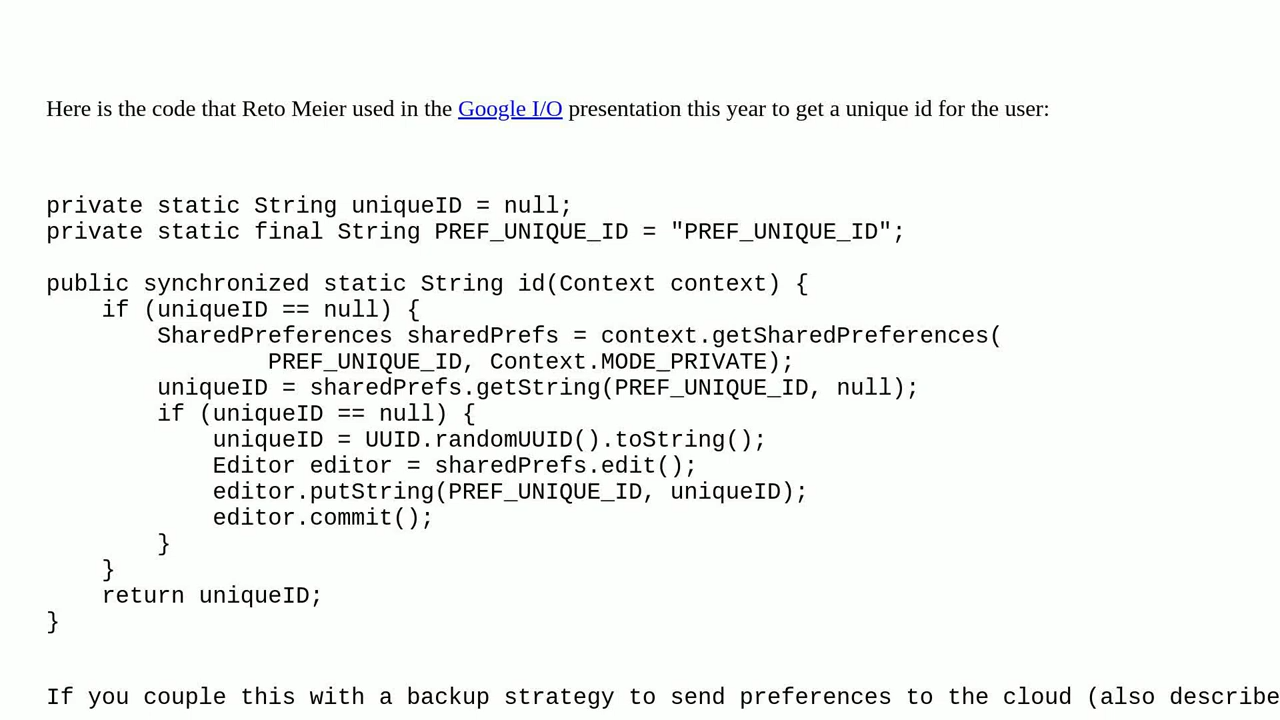 Here is the code that Reto Meier used in the Google I/O presentation this year to get a unique id for the user:
private static String uniqueID = null;
private static final String PREF_UNIQUE_ID = "PREF_UNIQUE_ID";
public synchronized static String id(Context context) {
    if (uniqueID == null) {
        SharedPreferences sharedPrefs = context.getSharedPreferences(
                PREF_UNIQUE_ID, Context.MODE_PRIVATE);
        uniqueID = sharedPrefs.getString(PREF_UNIQUE_ID, null);
        if (uniqueID == null) {
            uniqueID = UUID.randomUUID().toString();
            Editor editor = sharedPrefs.edit();
            editor.putString(PREF_UNIQUE_ID, uniqueID);
            editor.commit();
        }
    }
    return uniqueID;
}
If you couple this with a backup strategy to send preferences to the cloud (also describe